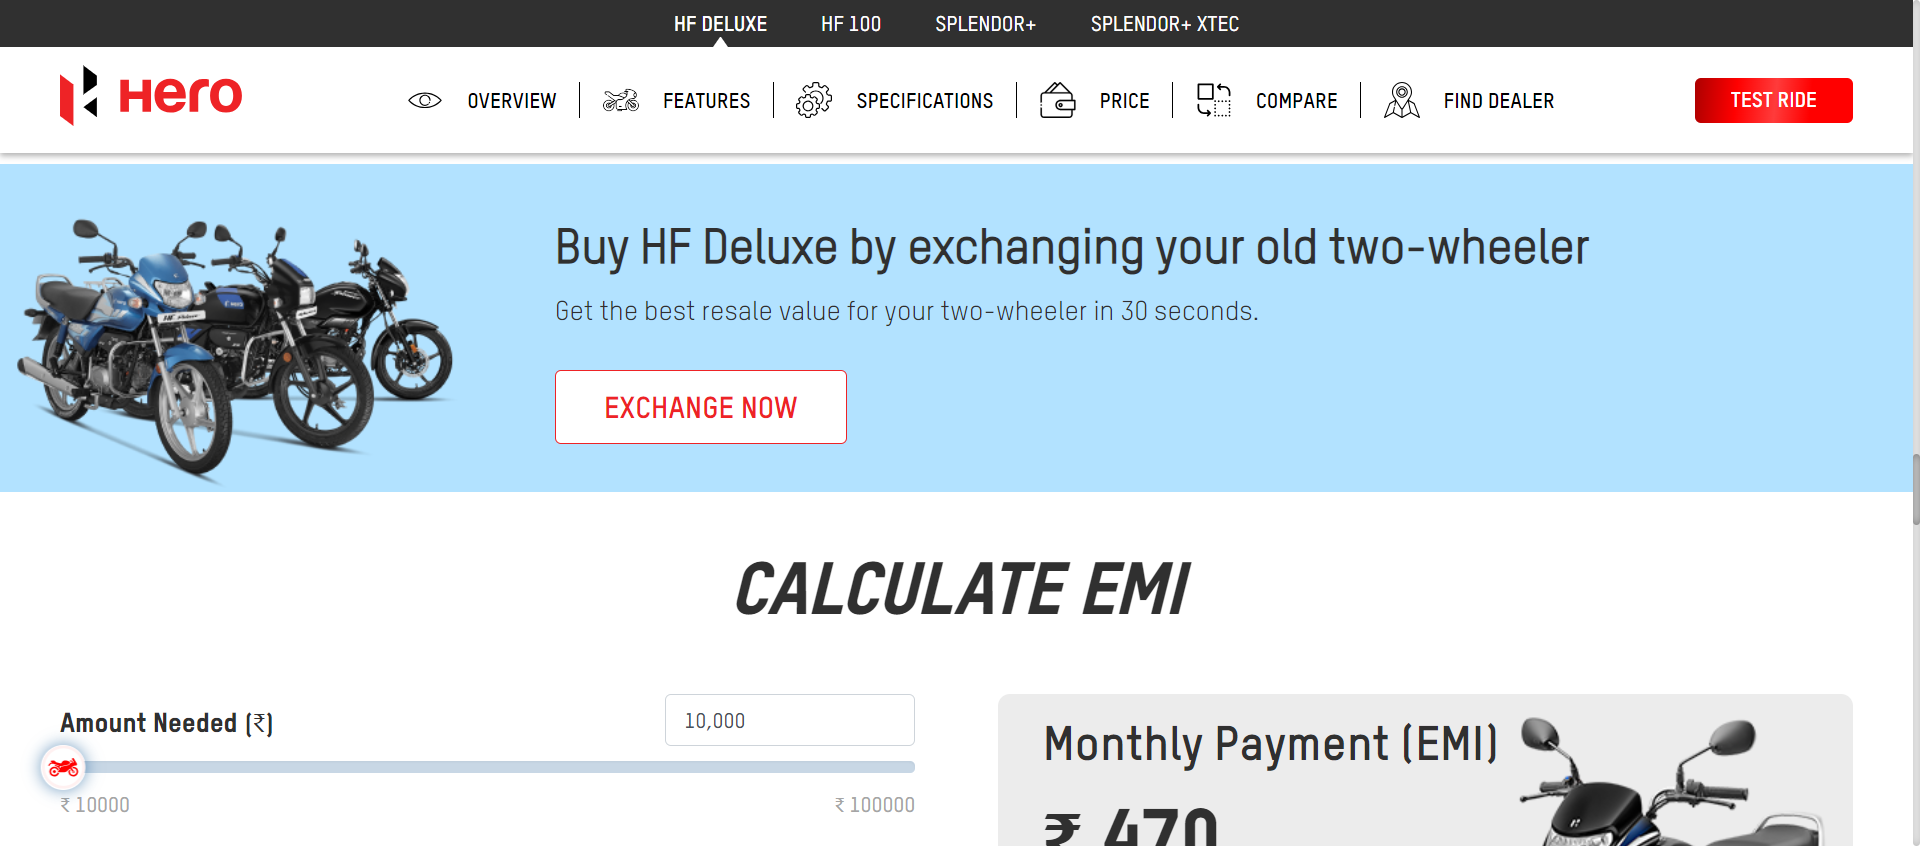 HF DELUXE
HF 100
SPLENDOR+
SPLENDOR+ XTEC
Hero
OVERVIEW
FEATURES
SPECIFICATIONS
PRICE
COMPARE
FIND DEALER
TEST RIDE
Buy HF Deluxe by exchanging your old two-wheeler
Get the best resale value for your two-wheeler in 30 seconds.
EXCHANGE NOW
CALCULATE EMI
Amount Needed (₹)
10,000
₹ 10000
₹ 100000
Monthly Payment (EMI)
₹ 470